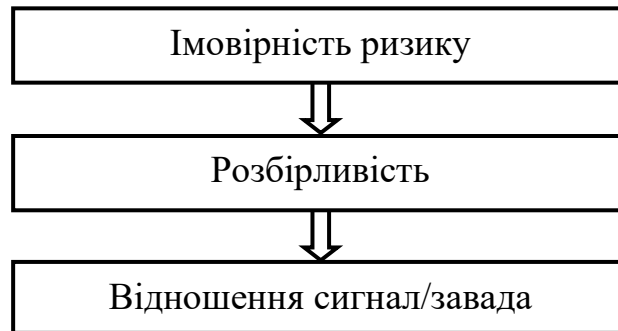 Імовірність ризику
Розбірливість
Відношення сигнал/завада